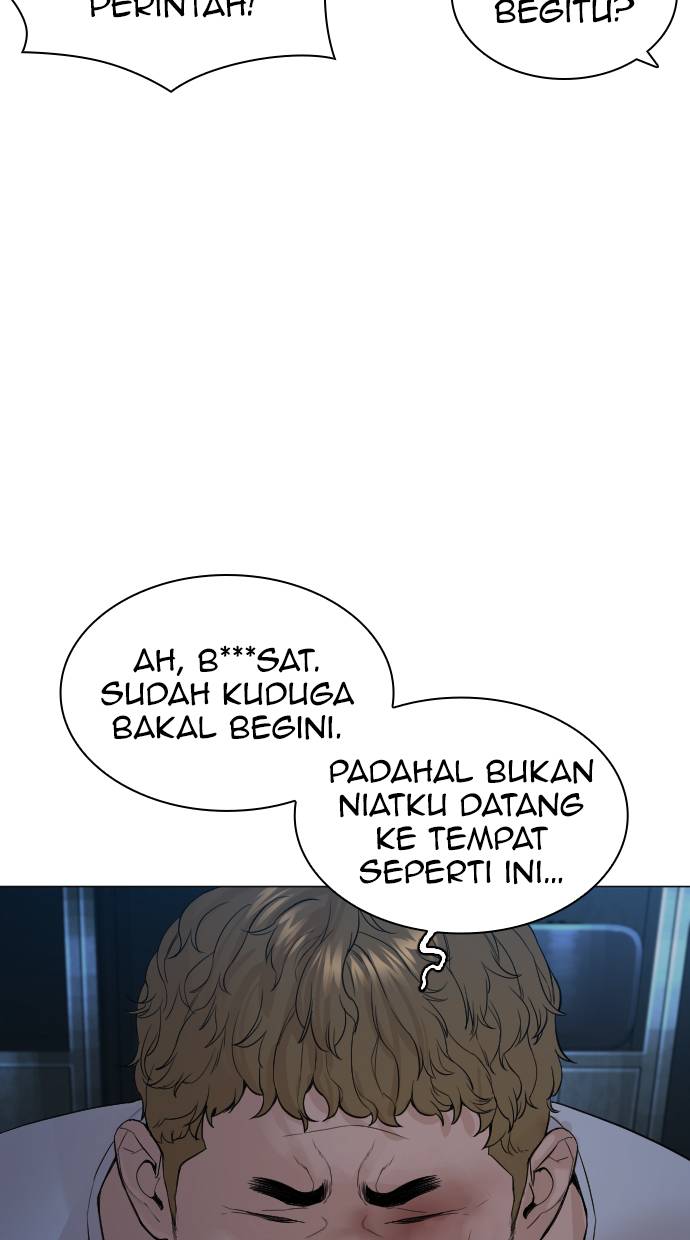 PERINTAH!
BEGITU?
AH, B***SAT.
SUDAH KUDUGA
BAKAL BEGINI.
PADAHAL BUKAN
NIATKU DATANG
KE TEMPAT
SEPERTI INI...